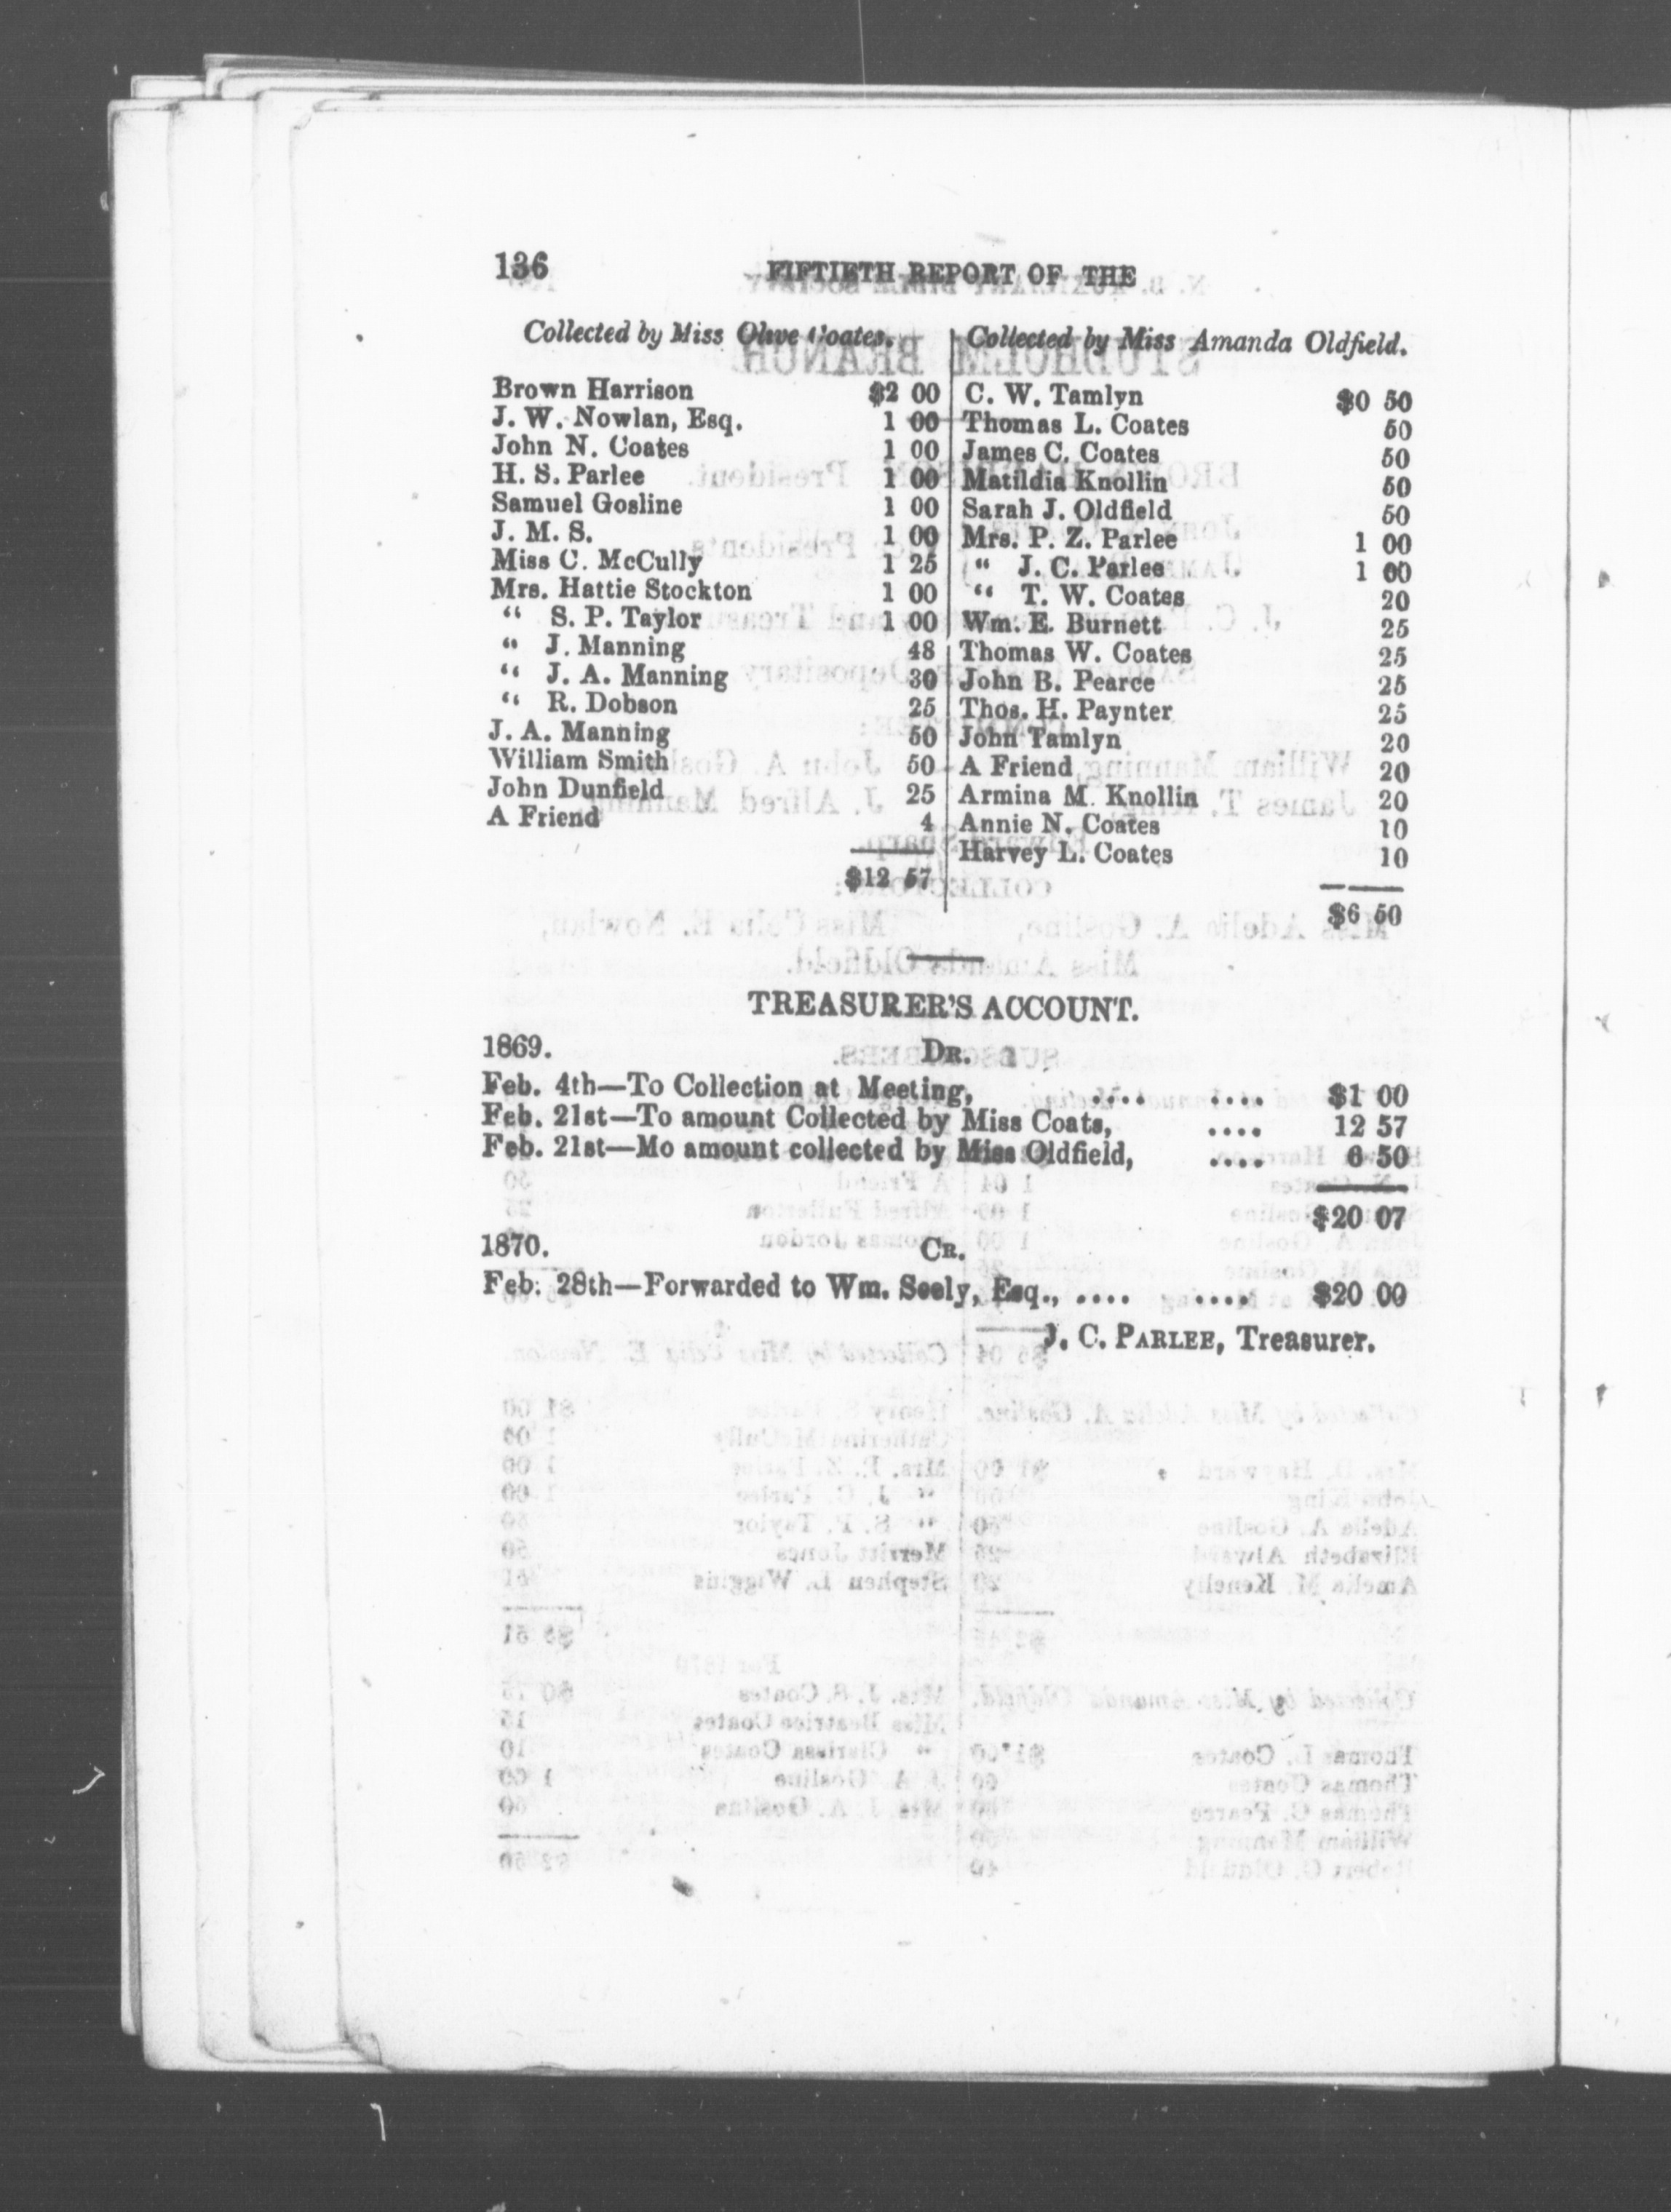 136 FIFTIETH REPORT OF THE
Collected by Miss Olive Coates.
Brown Harrison $2 00
J. W. Nowlan, Esq. 1 00
John N. Coates 1 00
H. S. Parlee 1 00
Samuel Gosline 1 00
J. M. S. 1 00
Miss C. McCully 1 25
Mrs. Hattie Stockton 1 00
“ S. P. Taylor 1 00
“ J. Manning 48
“ J. A. Manning 30
“ R. Dobson 25
J. A. Manning 50
William Smith 50
John Dunfield 25
A Friend 4
$12 57
Collected by Miss Amanda Oldfield.
C. W. Tamlyn $0 50
Thomas L. Coates 50
James C. Coates 50
Matildia Knollin 50
Sarah J. Oldfield 50
Mrs. P. Z. Parlee 1 00
“ J. C. Parlee 1 00
“ T. W. Coates 20
Wm. E. Burnett 25
Thomas W. Coates 25
John B. Pearce 25
Thos. H. Paynter 25
John Tamlyn 20
A Friend 20
Armina M. Knollin 20
Annie N. Coates 10
Harvey L. Coates 10
$6 50
TREASURER'S ACCOUNT.
1869. DR.
Feb. 4th—To Collection at Meeting, .... .... $1 00
Feb. 21st—To amount Collected by Miss Coats, .... 12 57
Feb. 21st—Mo amount collected by Miss Oldfield, .... 6 50
$20 07
1870. CR.
Feb. 28th—Forwarded to Wm. Seely, Esq., .... .... $20 00
J. C. PARLEE, Treasurer.